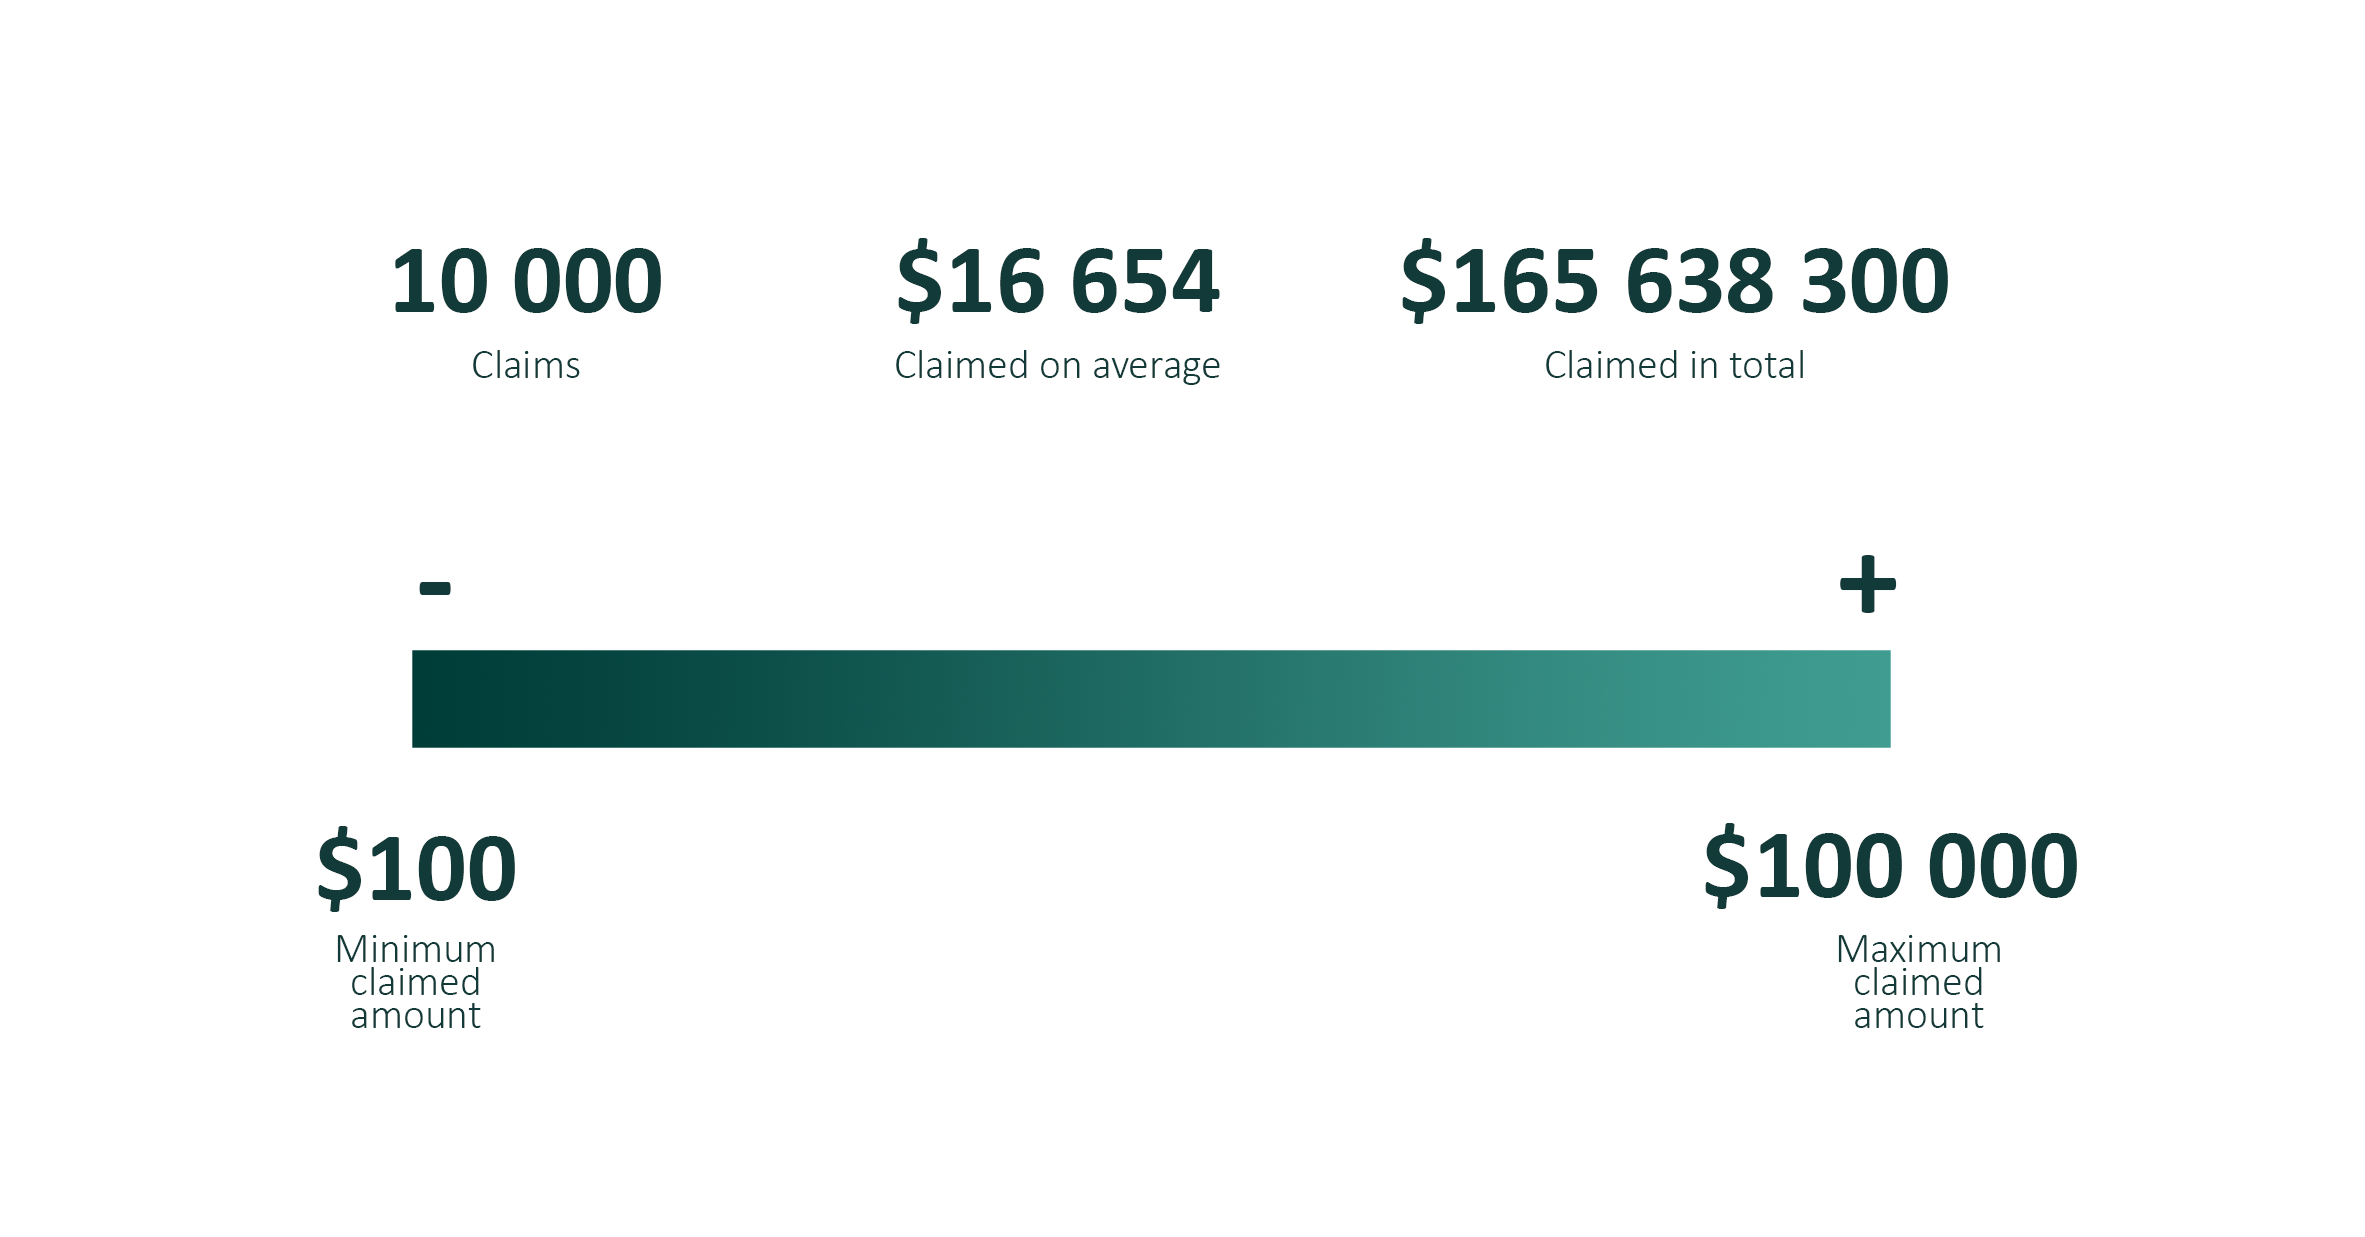 10 000 $16 654 $165 638 300
Claims Claimed on average Claimed in total
- +
$100 $100 000
Minimum Maximum
claimed claimed
amount amount